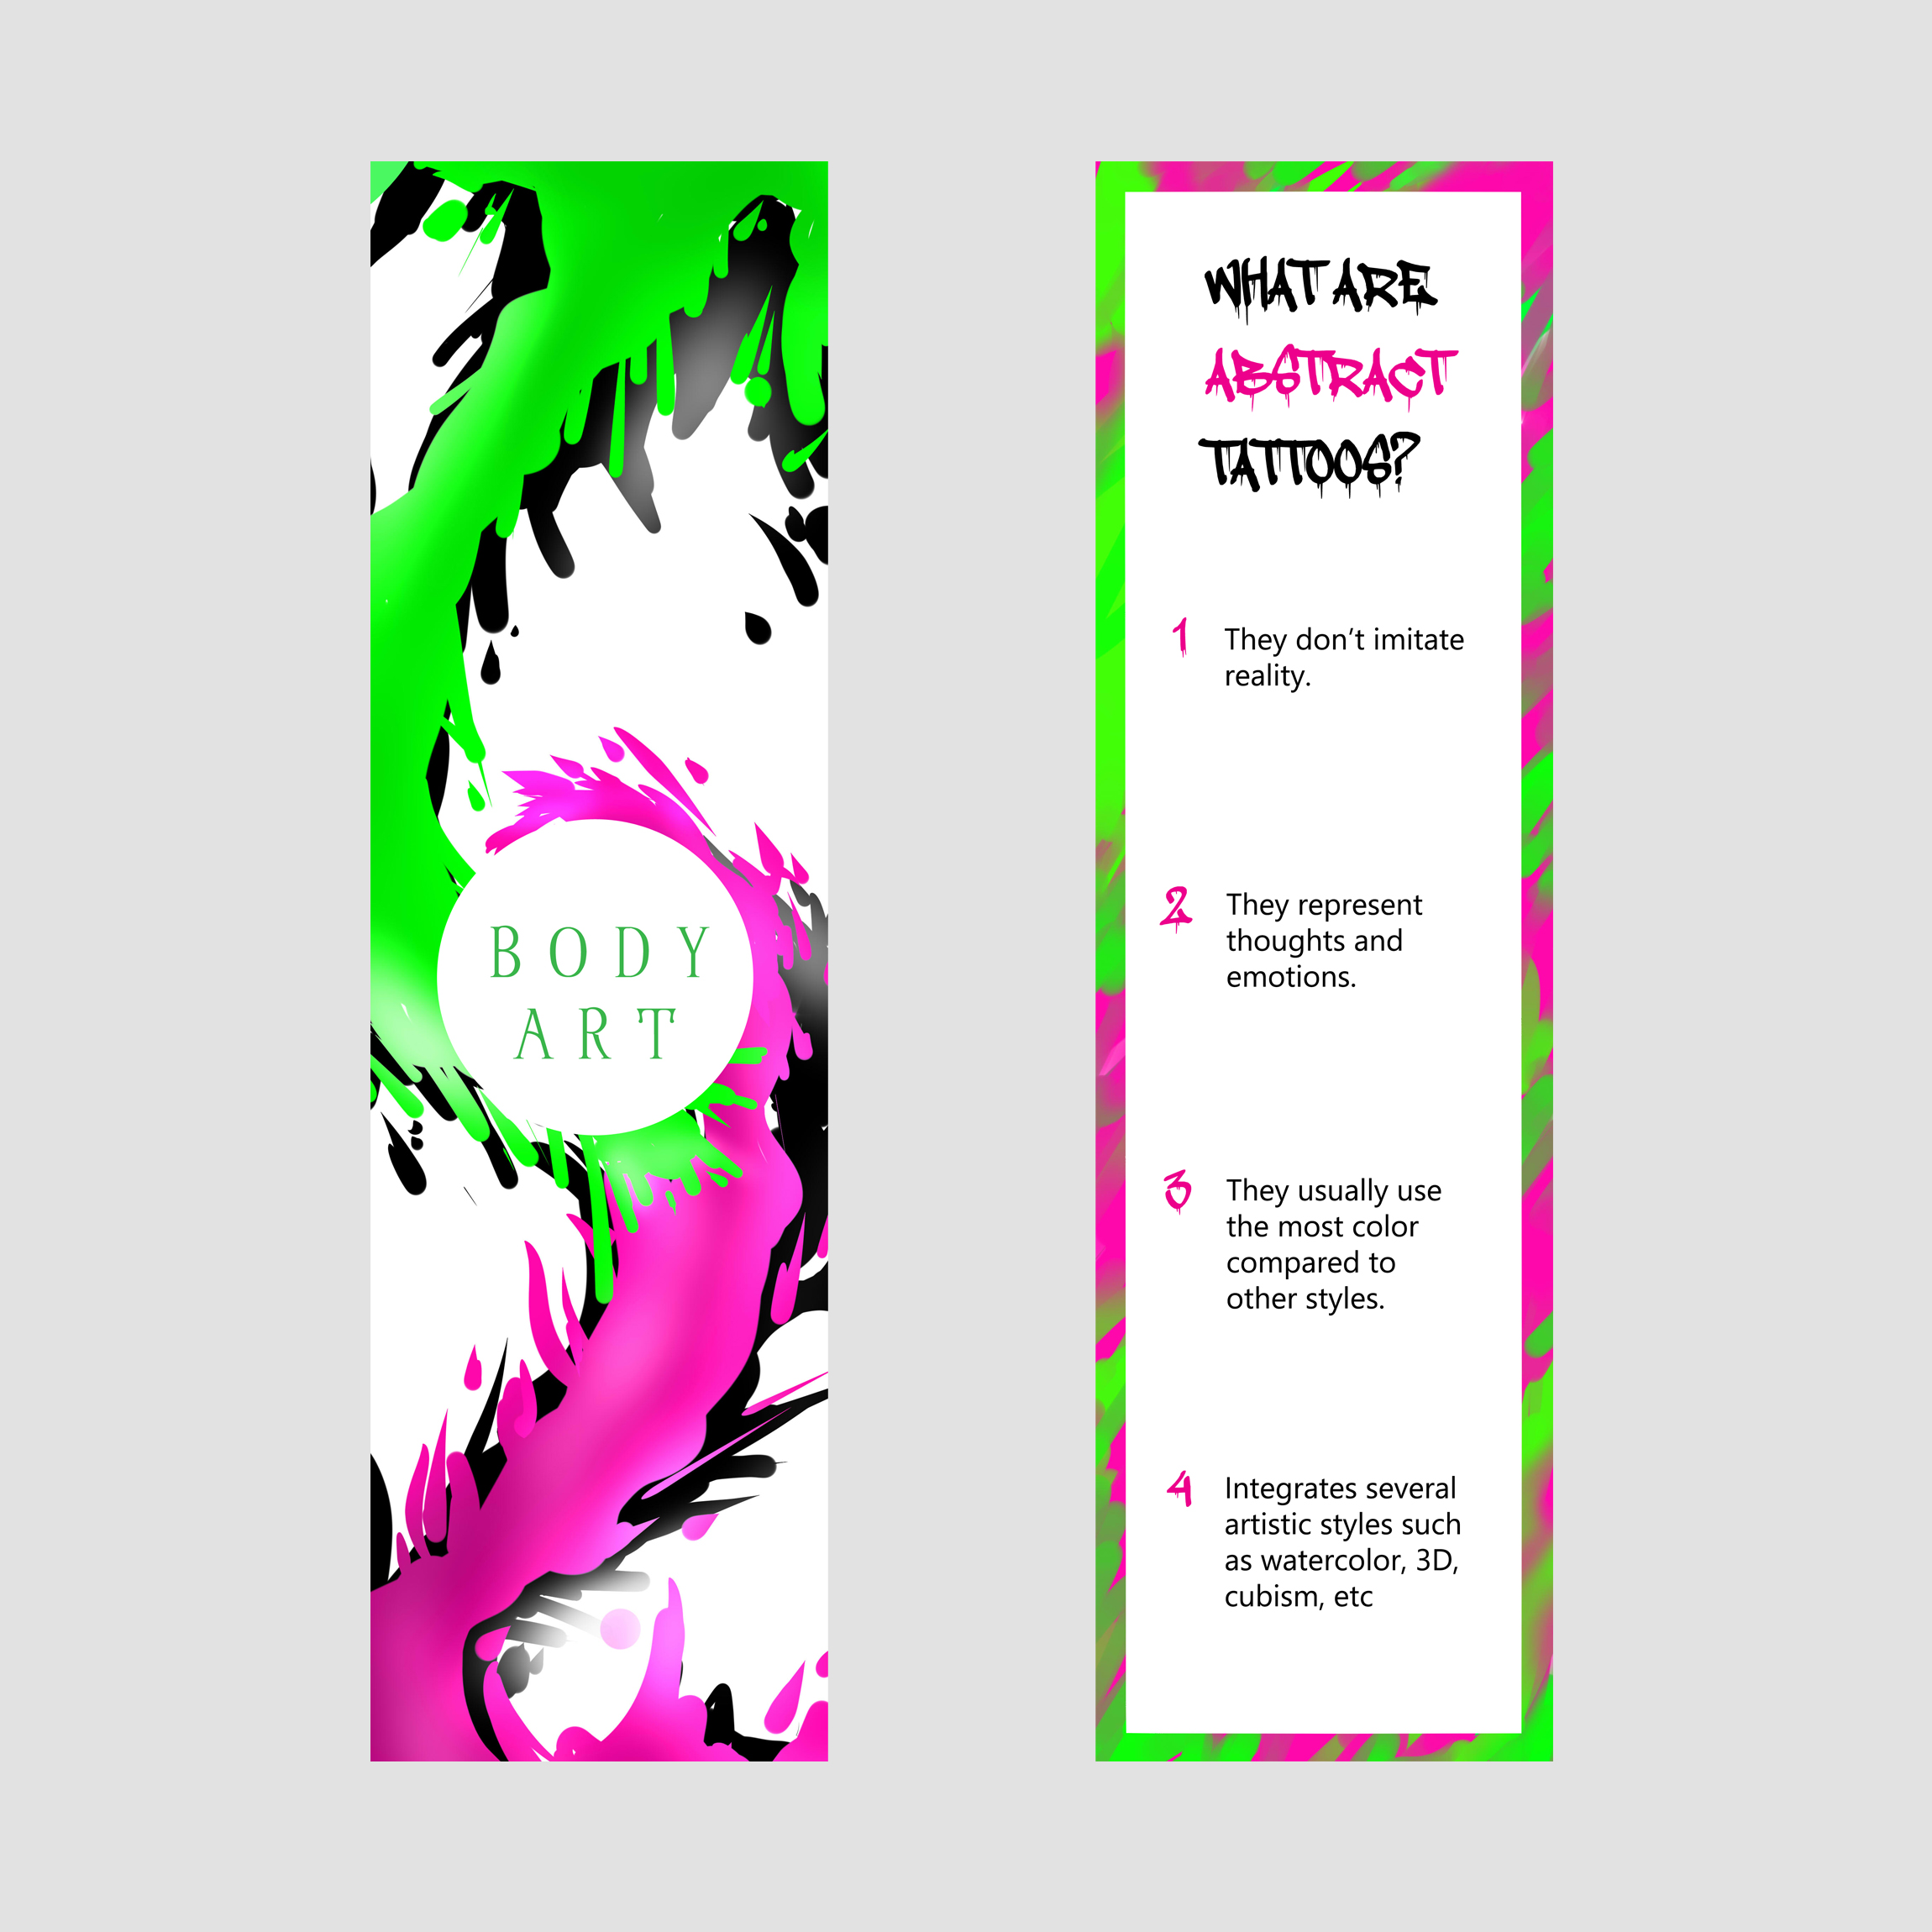 BODY
ART
WHAT ARE
ABSTRACT
TATTOOS?
1 They don’t imitate
reality.
2 They represent
thoughts and
emotions.
3 They usually use
the most color
compared to
other styles.
4 Integrates several
artistic styles such
as watercolor, 3D,
cubism, etc